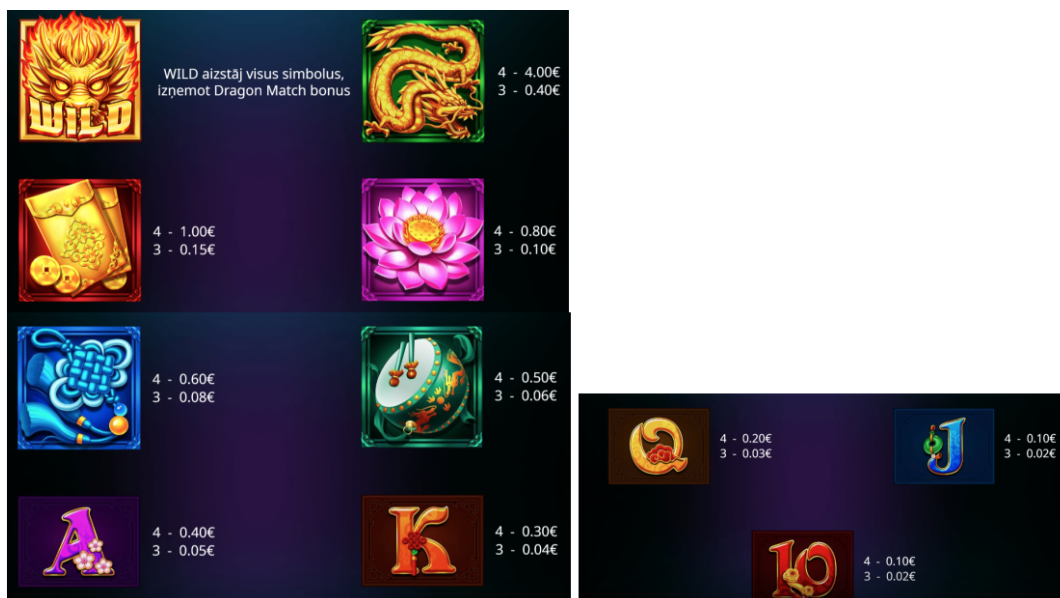 WILD
WILD aizstāj visus simbolus,
izņemot Dragon Match bonus
4 - 4.00€
3 - 0.40€
4 - 1.00€
3 - 0.15€
4 - 0.80€
3 - 0.10€
4 - 0.60€
3 - 0.08€
4 - 0.50€
3 - 0.06€
A
4 - 0.40€
3 - 0.05€
K
4 - 0.30€
3 - 0.04€
Q
4 - 0.20€
3 - 0.03€
J
4 - 0.10€
3 - 0.02€
10
4 - 0.10€
3 - 0.02€